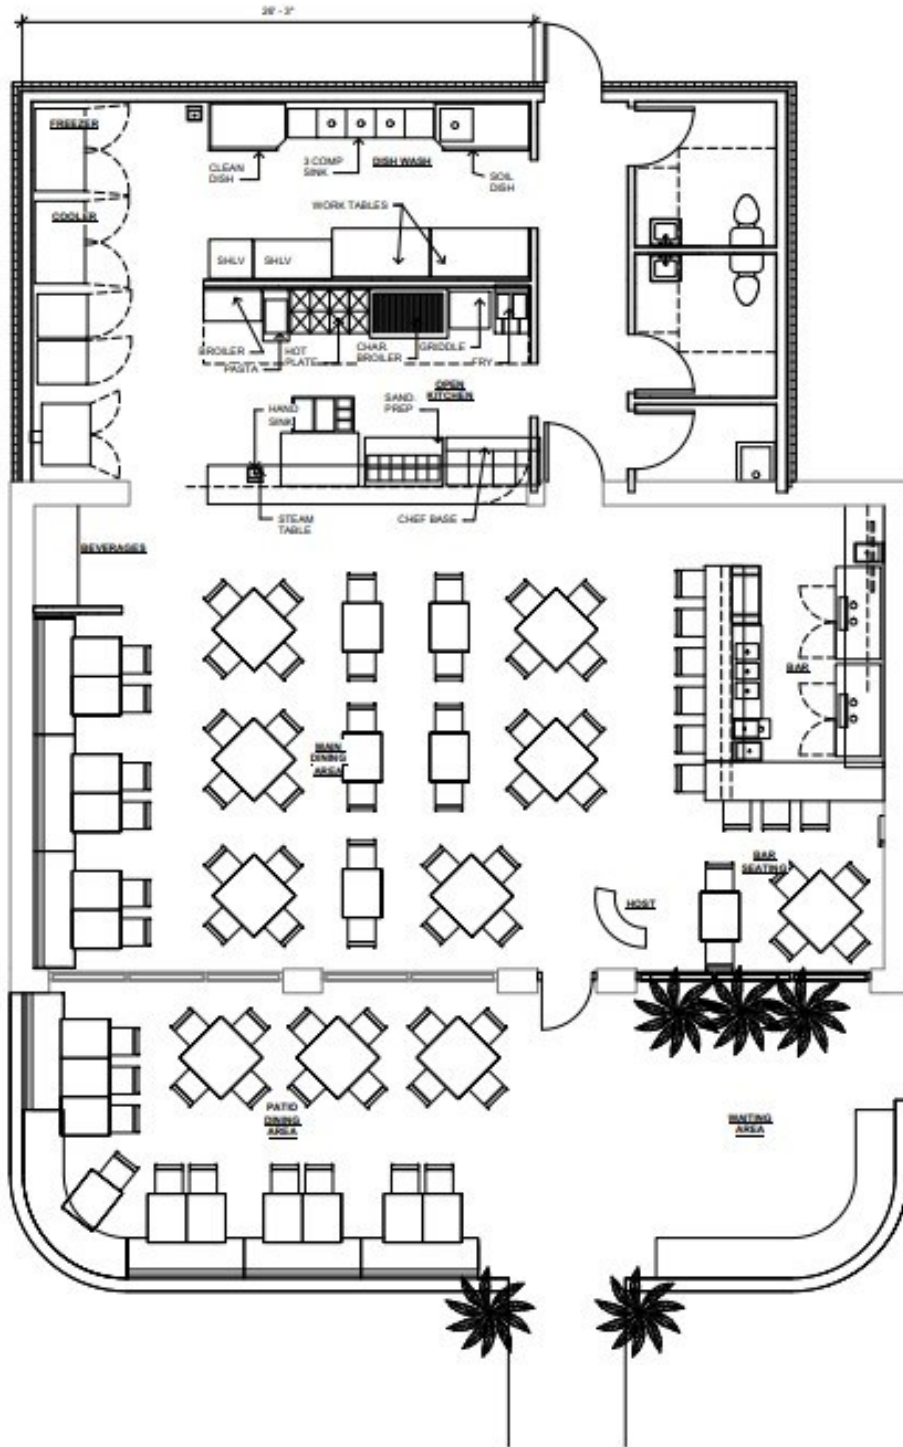 26' - 3"
FREEZER
CLEAN
DISH
3 COMP
SINK
DISH WASH
SOIL
DISH
COOLER
WORK TABLES
SHLV
SHLV
BROILER
PASTA
HOT
PLATE
CHAR.
BROILER
GRIDDLE
FRY
OPEN
KITCHEN
HAND
SINK
SAND.
PREP
STEAM
TABLE
CHEF BASE
BEVERAGES
BAR
MAIN
DINING
AREA
BAR
SEATING
HOST
PATIO
DINING
AREA
WAITING
AREA